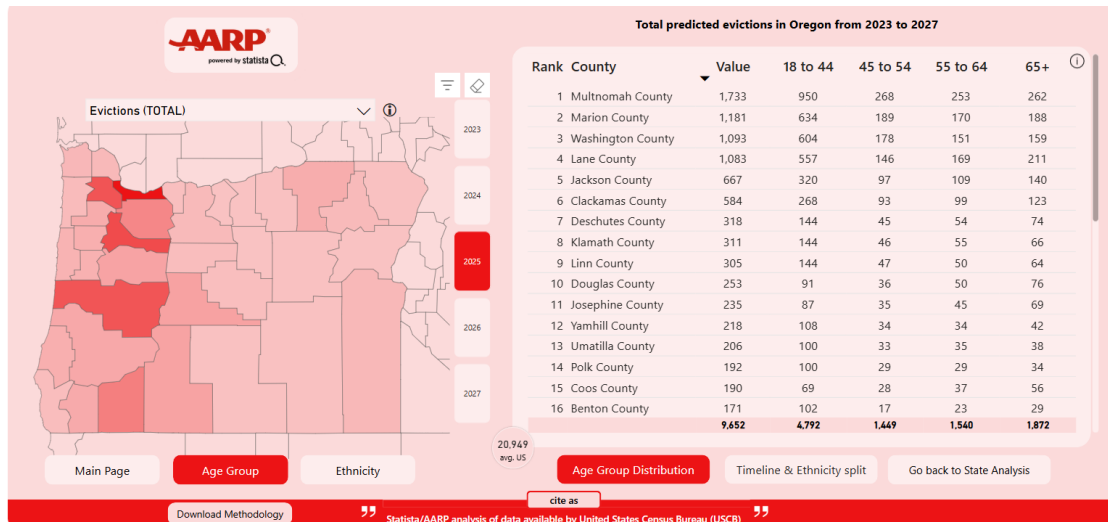 AARP®
powered by statista
Evictions (TOTAL)
2023
2024
2025
2026
2027
20,949
avg. US
Main Page
Age Group
Ethnicity
Total predicted evictions in Oregon from 2023 to 2027
Rank County Value 18 to 44 45 to 54 55 to 64 65+
1 Multnomah County 1,733 950 268 253 262
2 Marion County 1,181 634 189 170 188
3 Washington County 1,093 604 178 151 159
4 Lane County 1,083 557 146 169 211
5 Jackson County 667 320 97 109 140
6 Clackamas County 584 268 93 99 123
7 Deschutes County 318 144 45 54 74
8 Klamath County 311 144 46 55 66
9 Linn County 305 144 47 50 64
10 Douglas County 253 91 36 50 76
11 Josephine County 235 87 35 45 69
12 Yamhill County 218 108 34 34 42
13 Umatilla County 206 100 33 35 38
14 Polk County 192 100 29 29 34
15 Coos County 190 69 28 37 56
16 Benton County 171 102 17 23 29
9,652 4,792 1,449 1,540 1,872
Age Group Distribution
Timeline & Ethnicity split
Go back to State Analysis
Download Methodology
cite as
" Statista/AARP analysis of data available by United States Census Bureau (USCB) "